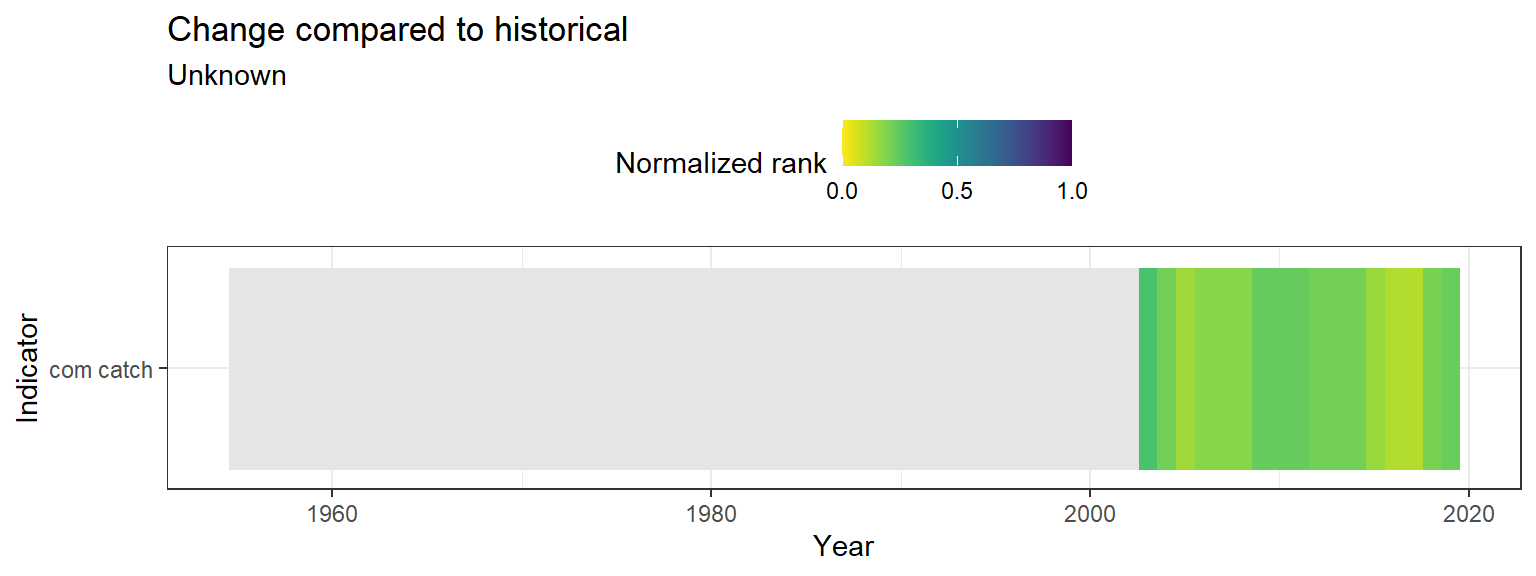 Change compared to historical
Unknown
Normalized rank
0.0 0.5 1.0
Indicator
com catch
1960 1980 2000 2020
Year